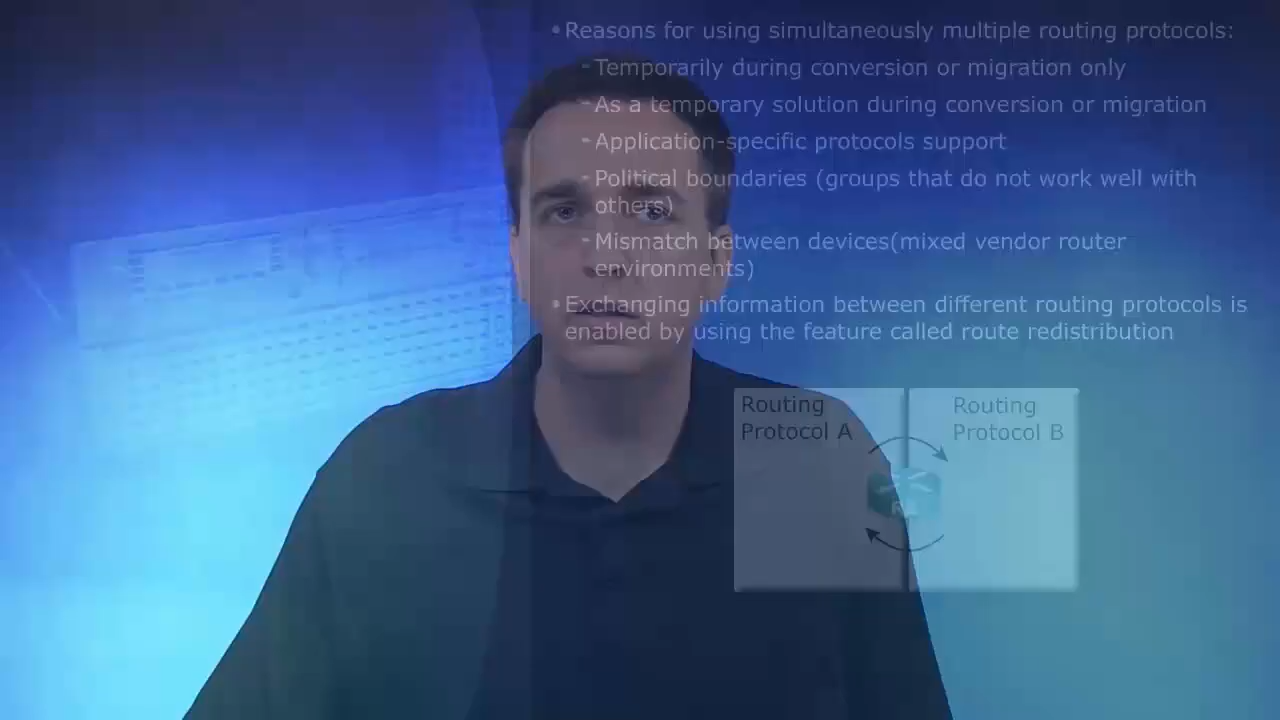 •Reasons for using simultaneously multiple routing protocols:
-Temporarily during conversion or migration only
-As a temporary solution during conversion or migration
-Application-specific protocols support
-Political boundaries (groups that do not work well with
others)
-Mismatch between devices(mixed vendor router
environments)
•Exchanging information between different routing protocols is
enabled by using the feature called route redistribution
Routing
Protocol A
Routing
Protocol B